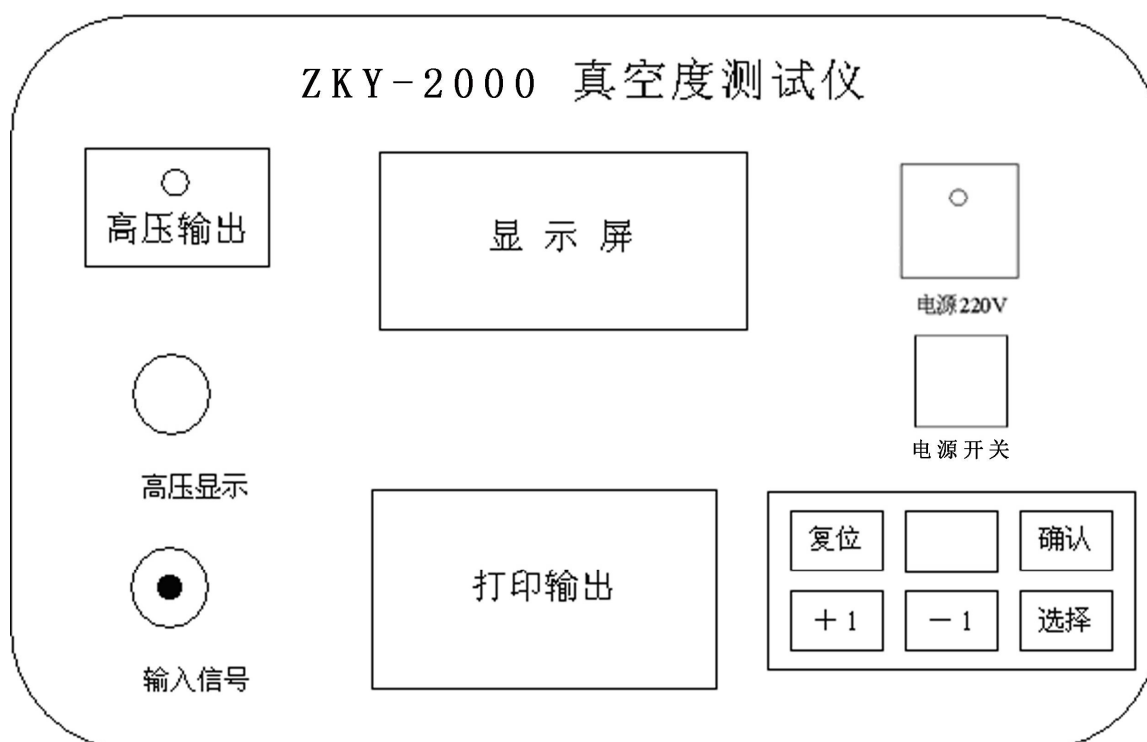 ZKY-2000 真空度测试仪
高压输出
显示屏
电源220V
电源开关
高压显示
打印输出
复位
确认
+1
-1
选择
输入信号